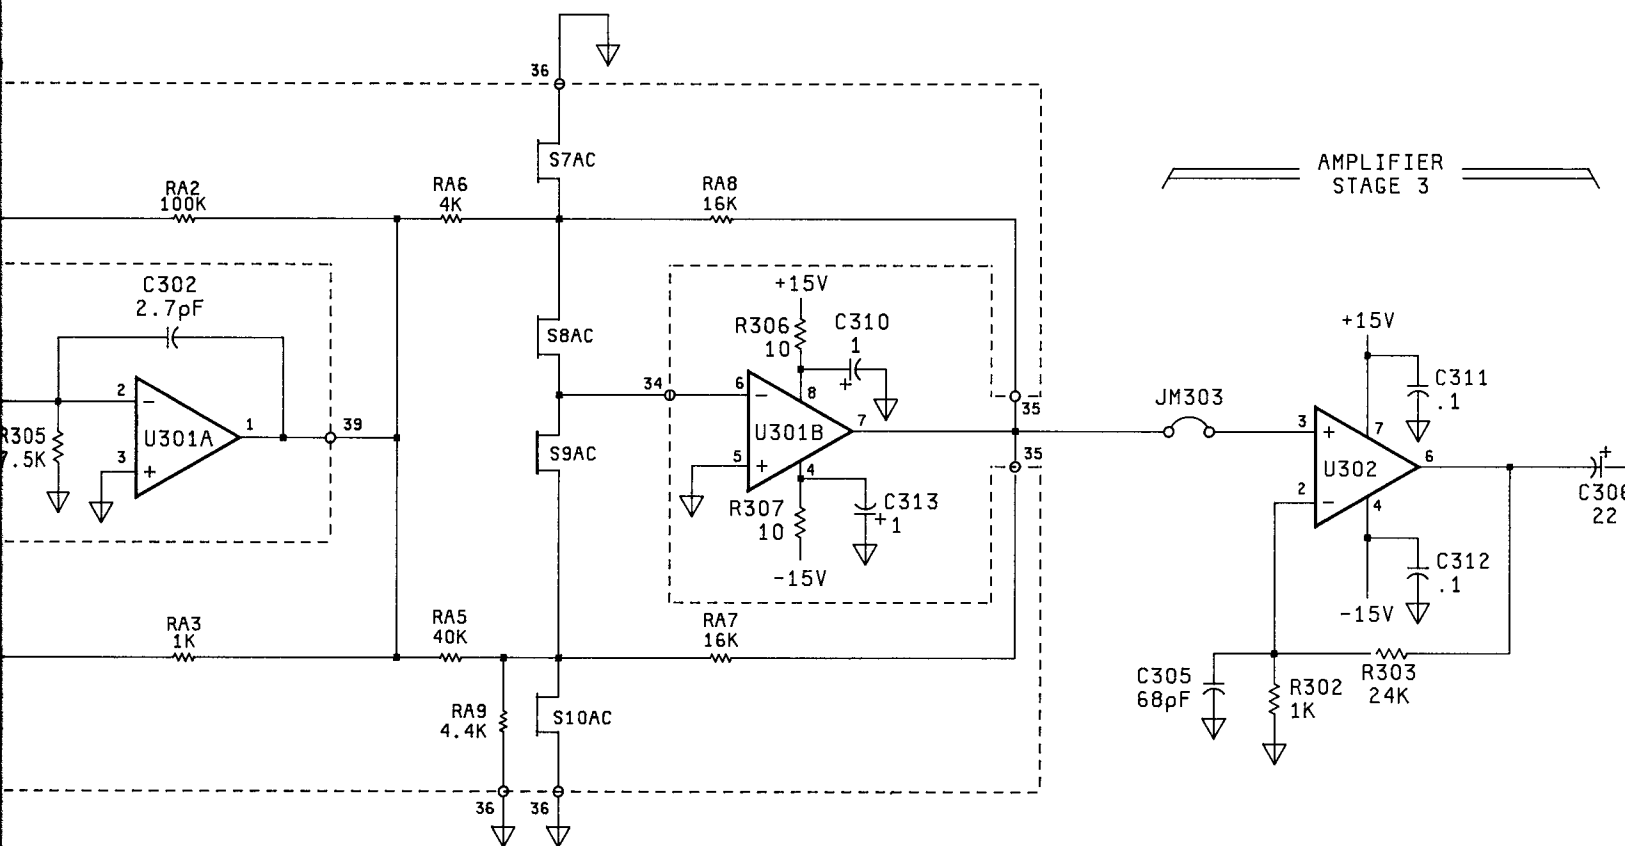 36
S7AC
AMPLIFIER
STAGE 3
RA2
100K
RA6
4K
RA8
16K
C302
2.7pF
+15V
R306
10
C310
1
S8AC
+15V
C311
.1
34
6
8
JM303
2
1
39
U301A
R305
7.5K
3
S9AC
U301B
7
35
35
5
4
R307
10
C313
1
-15V
3
7
U302
6
2
4
C306
22
C312
.1
-15V
RA3
1K
RA5
40K
RA7
16K
C305
68pF
R302
1K
R303
24K
RA9
4.4K
S10AC
36
36